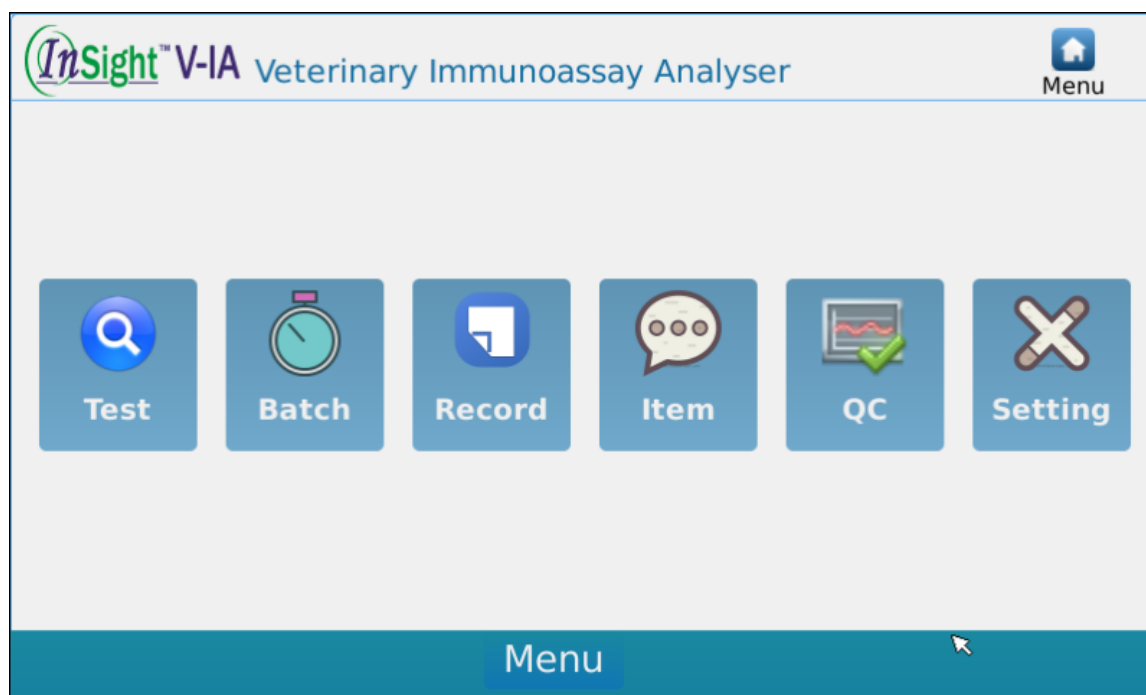 InSight™ V-IA Veterinary Immunoassay Analyser
Menu
Test
Batch
Record
Item
QC
Setting
Menu